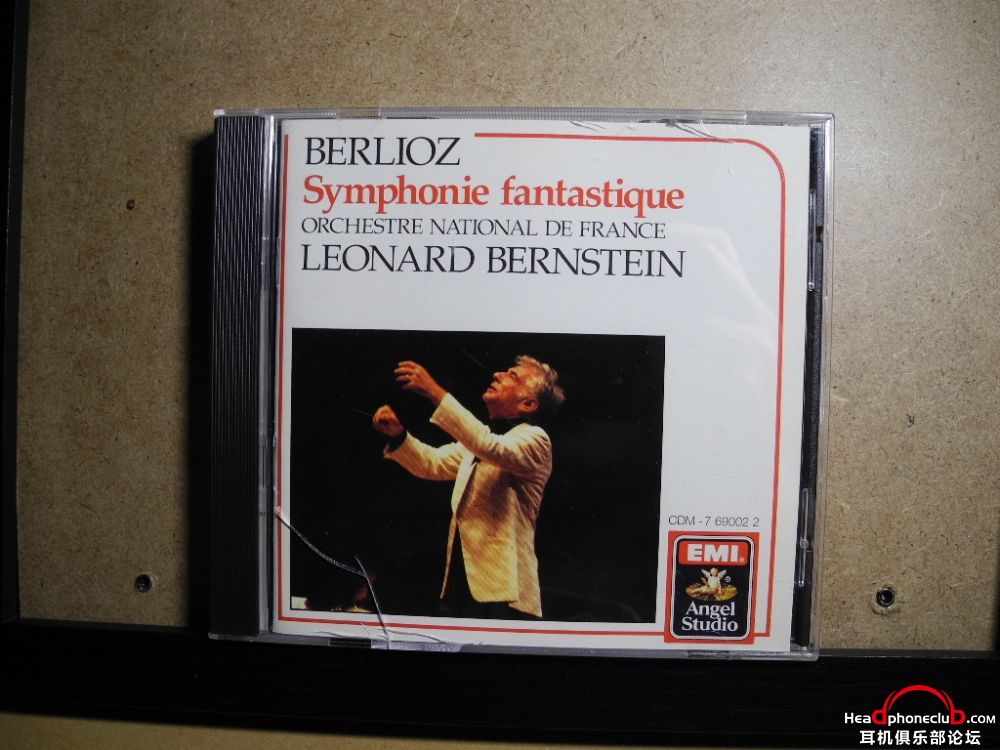 BERLIOZ
Symphonie fantastique
ORCHESTRE NATIONAL DE FRANCE
LEONARD BERNSTEIN
CDM - 7 69002 2
EMI
Angel
Studio
Headphoneclub.com
耳机俱乐部论坛